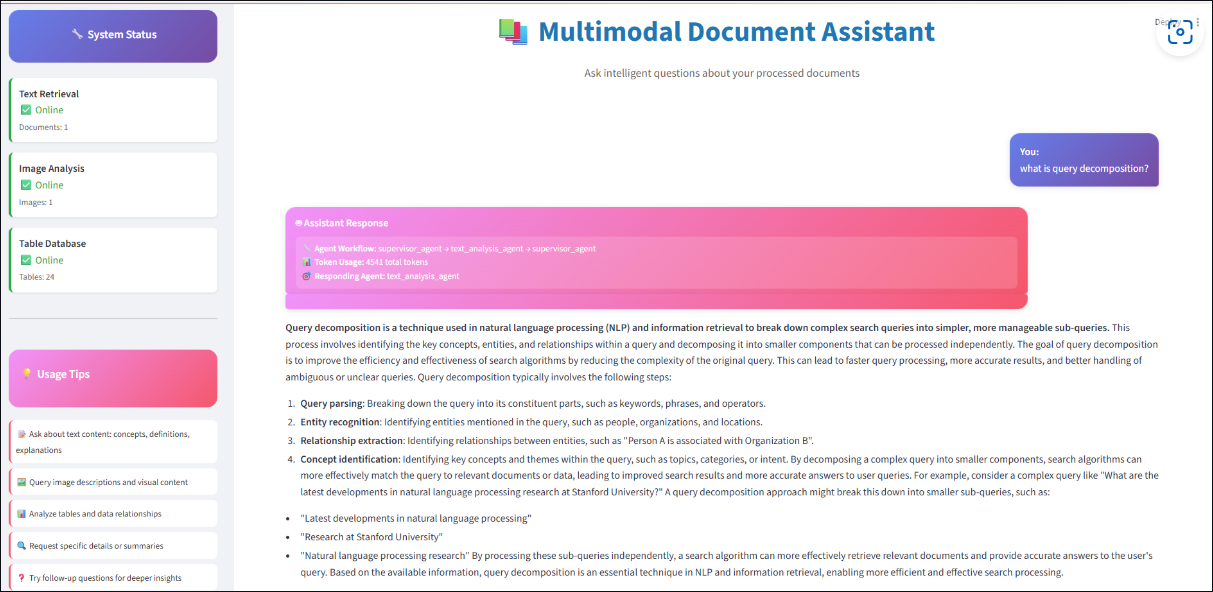 System Status
Text Retrieval
Online
Documents: 1
Image Analysis
Online
Images: 1
Table Database
Online
Tables: 24
Usage Tips
Ask about text content: concepts, definitions,
explanations
Query image descriptions and visual content
Analyze tables and data relationships
Request specific details or summaries
Try follow-up questions for deeper insights
Deploy
Multimodal Document Assistant
Ask intelligent questions about your processed documents
You:
what is query decomposition?
Assistant Response
Agent Workflow: supervisor_agent → text_analysis_agent → supervisor_agent
Token Usage: 4541 total tokens
Responding Agent: text_analysis_agent
Query decomposition is a technique used in natural language processing (NLP) and information retrieval to break down complex search queries into simpler, more manageable sub-queries. This
process involves identifying the key concepts, entities, and relationships within a query and decomposing it into smaller components that can be processed independently. The goal of query decomposition
is to improve the efficiency and effectiveness of search algorithms by reducing the complexity of the original query. This can lead to faster query processing, more accurate results, and better handling of
ambiguous or unclear queries. Query decomposition typically involves the following steps:
1. Query parsing: Breaking down the query into its constituent parts, such as keywords, phrases, and operators.
2. Entity recognition: Identifying entities mentioned in the query, such as people, organizations, and locations.
3. Relationship extraction: Identifying relationships between entities, such as "Person A is associated with Organization B".
4. Concept identification: Identifying key concepts and themes within the query, such as topics, categories, or intent. By decomposing a complex query into smaller components, search algorithms can
more effectively match the query to relevant documents or data, leading to improved search results and more accurate answers to user queries. For example, consider a complex query like "What are the
latest developments in natural language processing research at Stanford University?" A query decomposition approach might break this down into smaller sub-queries, such as:
• "Latest developments in natural language processing"
• "Research at Stanford University"
• "Natural language processing research" By processing these sub-queries independently, a search algorithm can more effectively retrieve relevant documents and provide accurate answers to the user's
query. Based on the available information, query decomposition is an essential technique in NLP and information retrieval, enabling more efficient and effective search processing.